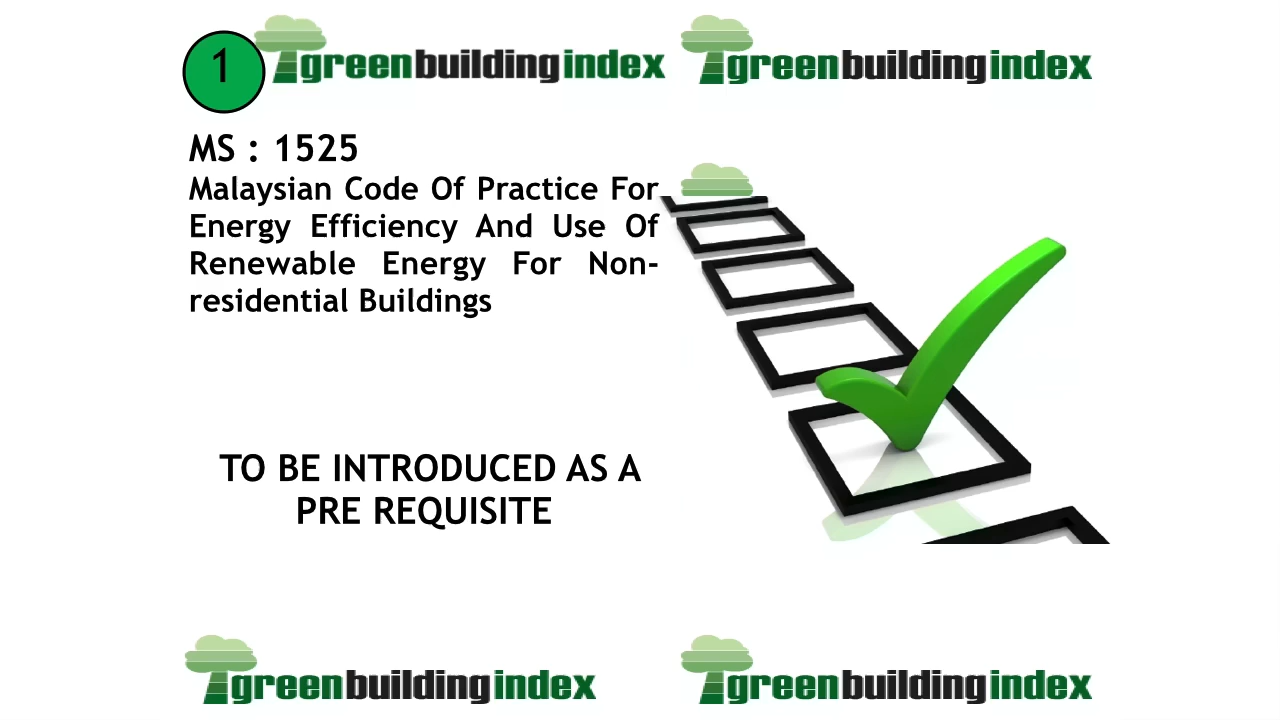 1
greenbuildingindex
greenbuildingindex
MS : 1525
Malaysian Code Of Practice For
Energy Efficiency And Use Of
Renewable Energy For Non-
residential Buildings
TO BE INTRODUCED AS A
PRE REQUISITE
greenbuildingindex
greenbuildingindex